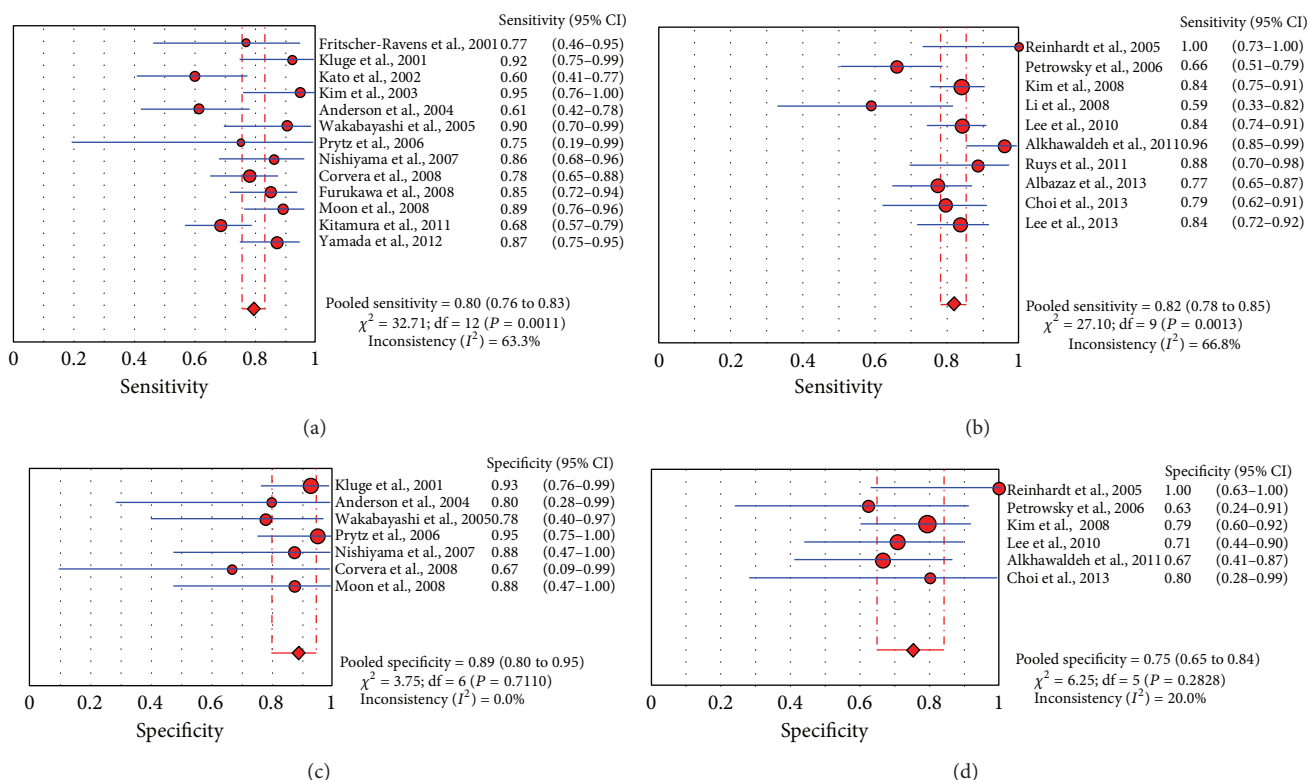 Sensitivity (95% CI)
Fritscher-Ravens et al., 2001 0.77 (0.46–0.95)
Kluge et al., 2001 0.92 (0.75–0.99)
Kato et al., 2002 0.60 (0.41–0.77)
Kim et al., 2003 0.95 (0.76–1.00)
Anderson et al., 2004 0.61 (0.42–0.78)
Wakabayashi et al., 2005 0.90 (0.70–0.99)
Prytz et al., 2006 0.75 (0.19–0.99)
Nishiyama et al., 2007 0.86 (0.68–0.96)
Corvera et al., 2008 0.78 (0.65–0.88)
Furukawa et al., 2008 0.85 (0.72–0.94)
Moon et al., 2008 0.89 (0.76–0.96)
Kitamura et al., 2011 0.68 (0.57–0.79)
Yamada et al., 2012 0.87 (0.75–0.95)
Pooled sensitivity = 0.80 (0.76 to 0.83)
χ² = 32.71; df = 12 (P = 0.0011)
Inconsistency (I²) = 63.3%
0 0.2 0.4 0.6 0.8 1
Sensitivity
(a)
Sensitivity (95% CI)
Reinhardt et al., 2005 1.00 (0.73–1.00)
Petrowsky et al., 2006 0.66 (0.51–0.79)
Kim et al., 2008 0.84 (0.75–0.91)
Li et al., 2008 0.59 (0.33–0.82)
Lee et al., 2010 0.84 (0.74–0.91)
Alkhawaldeh et al., 2011 0.96 (0.85–0.99)
Ruys et al., 2011 0.88 (0.70–0.98)
Albazaz et al., 2013 0.77 (0.65–0.87)
Choi et al., 2013 0.79 (0.62–0.91)
Lee et al., 2013 0.84 (0.72–0.92)
Pooled sensitivity = 0.82 (0.78 to 0.85)
χ² = 27.10; df = 9 (P = 0.0013)
Inconsistency (I²) = 66.8%
0 0.2 0.4 0.6 0.8 1
Sensitivity
(b)
Specificity (95% CI)
Kluge et al., 2001 0.93 (0.76–0.99)
Anderson et al., 2004 0.80 (0.28–0.99)
Wakabayashi et al., 2005 0.78 (0.40–0.97)
Prytz et al., 2006 0.95 (0.75–1.00)
Nishiyama et al., 2007 0.88 (0.47–1.00)
Corvera et al., 2008 0.67 (0.09–0.99)
Moon et al., 2008 0.88 (0.47–1.00)
Pooled specificity = 0.89 (0.80 to 0.95)
χ² = 3.75; df = 6 (P = 0.7110)
Inconsistency (I²) = 0.0%
0 0.2 0.4 0.6 0.8 1
Specificity
(c)
Specificity (95% CI)
Reinhardt et al., 2005 1.00 (0.63–1.00)
Petrowsky et al., 2006 0.63 (0.24–0.91)
Kim et al., 2008 0.79 (0.60–0.92)
Lee et al., 2010 0.71 (0.44–0.90)
Alkhawaldeh et al., 2011 0.67 (0.41–0.87)
Choi et al., 2013 0.80 (0.28–0.99)
Pooled specificity = 0.75 (0.65 to 0.84)
χ² = 6.25; df = 5 (P = 0.2828)
Inconsistency (I²) = 20.0%
0 0.2 0.4 0.6 0.8 1
Specificity
(d)